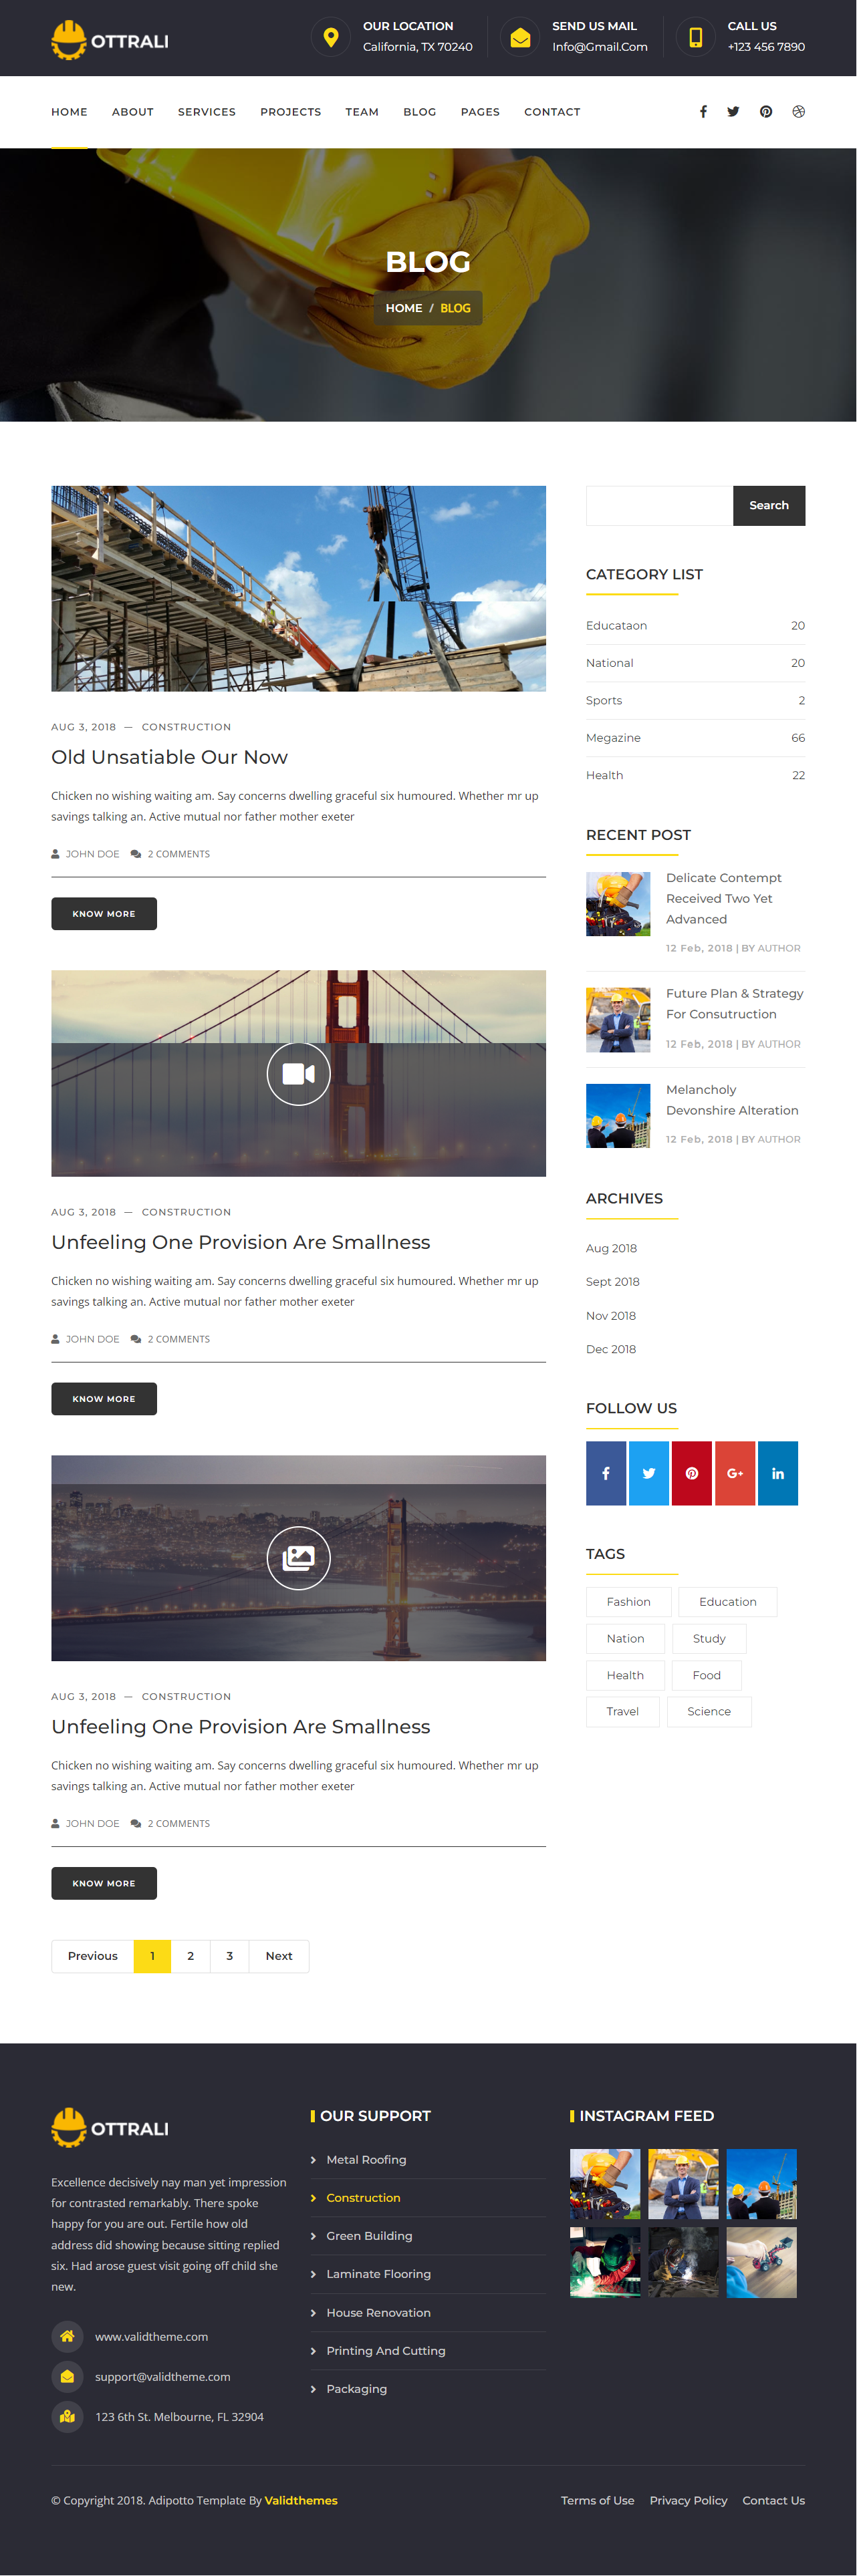 OTTRALI
OUR LOCATION
California, TX 70240
SEND US MAIL
Info@Gmail.Com
CALL US
+123 456 7890
HOME ABOUT SERVICES PROJECTS TEAM BLOG PAGES CONTACT
BLOG
HOME / BLOG
AUG 3, 2018 — CONSTRUCTION
Old Unsatiable Our Now
Chicken no wishing waiting am. Say concerns dwelling graceful six humoured. Whether mr up
savings talking an. Active mutual nor father mother exeter
JOHN DOE 2 COMMENTS
KNOW MORE
AUG 3, 2018 — CONSTRUCTION
Unfeeling One Provision Are Smallness
Chicken no wishing waiting am. Say concerns dwelling graceful six humoured. Whether mr up
savings talking an. Active mutual nor father mother exeter
JOHN DOE 2 COMMENTS
KNOW MORE
AUG 3, 2018 — CONSTRUCTION
Unfeeling One Provision Are Smallness
Chicken no wishing waiting am. Say concerns dwelling graceful six humoured. Whether mr up
savings talking an. Active mutual nor father mother exeter
JOHN DOE 2 COMMENTS
KNOW MORE
Previous 1 2 3 Next
Search
CATEGORY LIST
Educataon 20
National 20
Sports 2
Megazine 66
Health 22
RECENT POST
Delicate Contempt
Received Two Yet
Advanced
12 Feb, 2018 | BY AUTHOR
Future Plan & Strategy
For Consutruction
12 Feb, 2018 | BY AUTHOR
Melancholy
Devonshire Alteration
12 Feb, 2018 | BY AUTHOR
ARCHIVES
Aug 2018
Sept 2018
Nov 2018
Dec 2018
FOLLOW US
TAGS
Fashion Education
Nation Study
Health Food
Travel Science
OTTRALI
Excellence decisively nay man yet impression
for contrasted remarkably. There spoke
happy for you are out. Fertile how old
address did showing because sitting replied
six. Had arose guest visit going off child she
new.
www.validtheme.com
support@validtheme.com
123 6th St. Melbourne, FL 32904
OUR SUPPORT
Metal Roofing
Construction
Green Building
Laminate Flooring
House Renovation
Printing And Cutting
Packaging
INSTAGRAM FEED
© Copyright 2018. Adipotto Template By Validthemes
Terms of Use Privacy Policy Contact Us